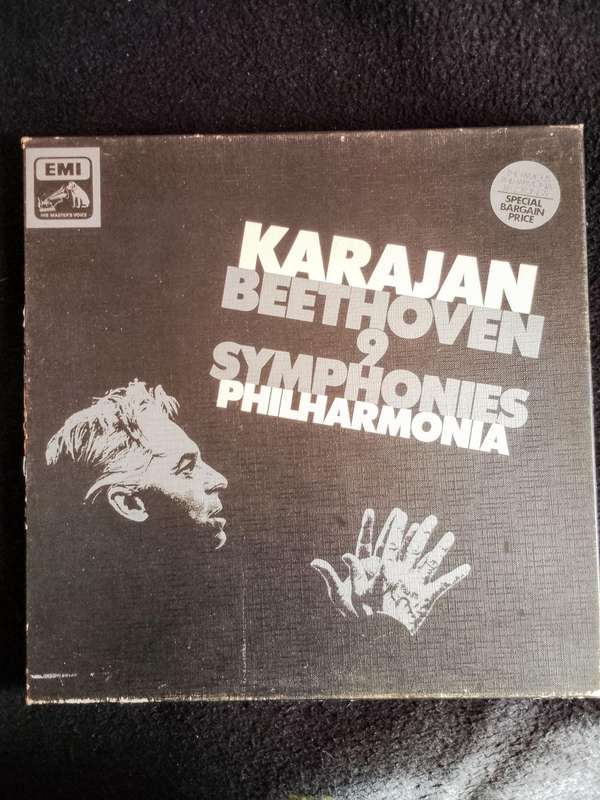 EMI
HIS MASTER'S VOICE
SPECIAL
BARGAIN
PRICE
KARAJAN
BEETHOVEN
9
SYMPHONIES
PHILHARMONIA